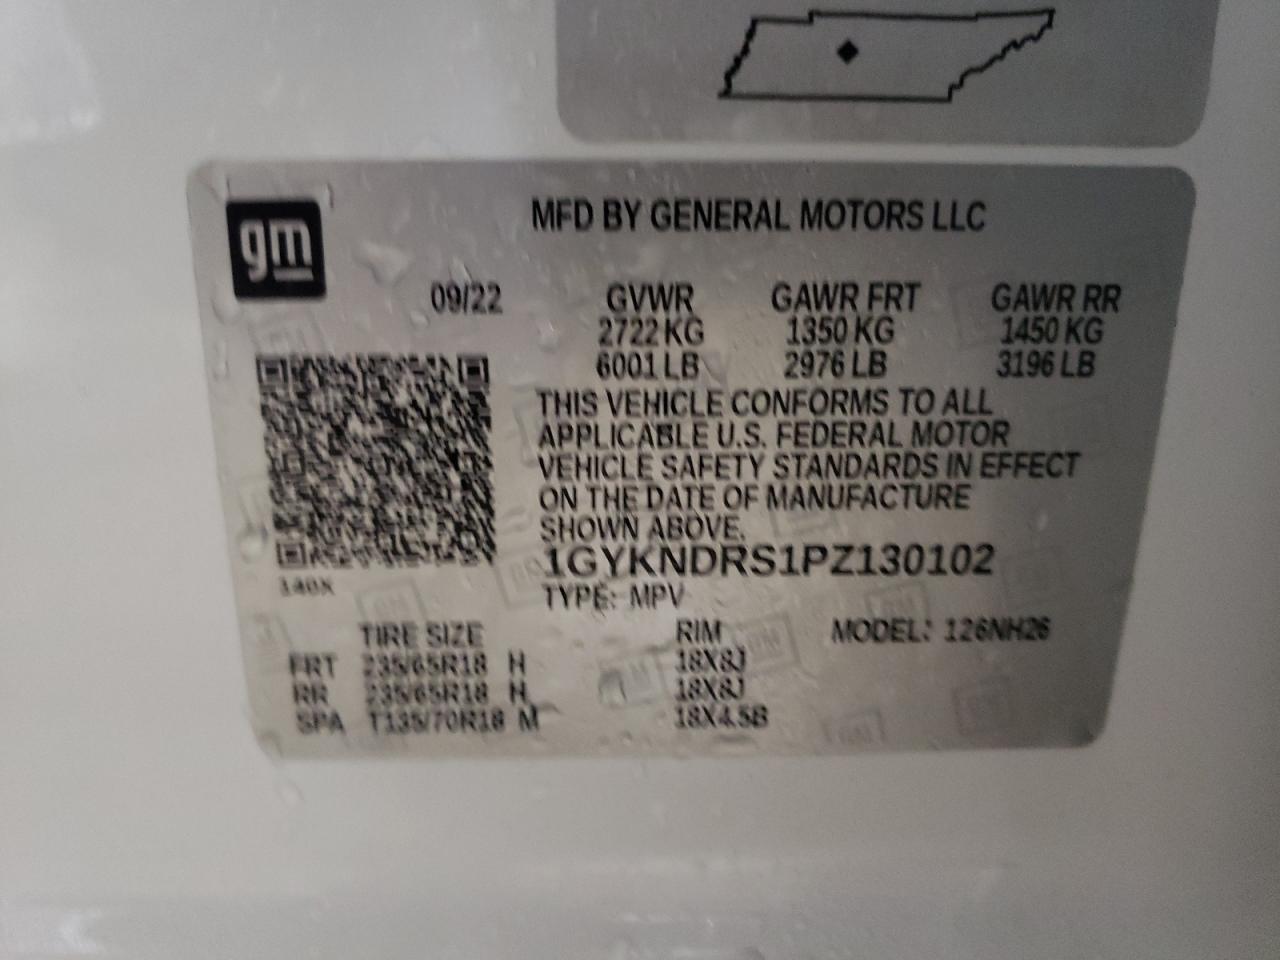 gm
MFD BY GENERAL MOTORS LLC
09/22 GVWR GAWR FRT GAWR RR
2722 KG 1350 KG 1450 KG
6001 LB 2976 LB 3196 LB
THIS VEHICLE CONFORMS TO ALL
APPLICABLE U.S. FEDERAL MOTOR
VEHICLE SAFETY STANDARDS IN EFFECT
ON THE DATE OF MANUFACTURE
SHOWN ABOVE.
1GYKNDRS1PZ130102
140X
TYPE: MPV
TIRE SIZE RIM MODEL: 126NH26
FRT 235/65R18 H 18X8J
RR 235/65R18 H 18X8J
SPA T135/70R18 M 18X4.5B